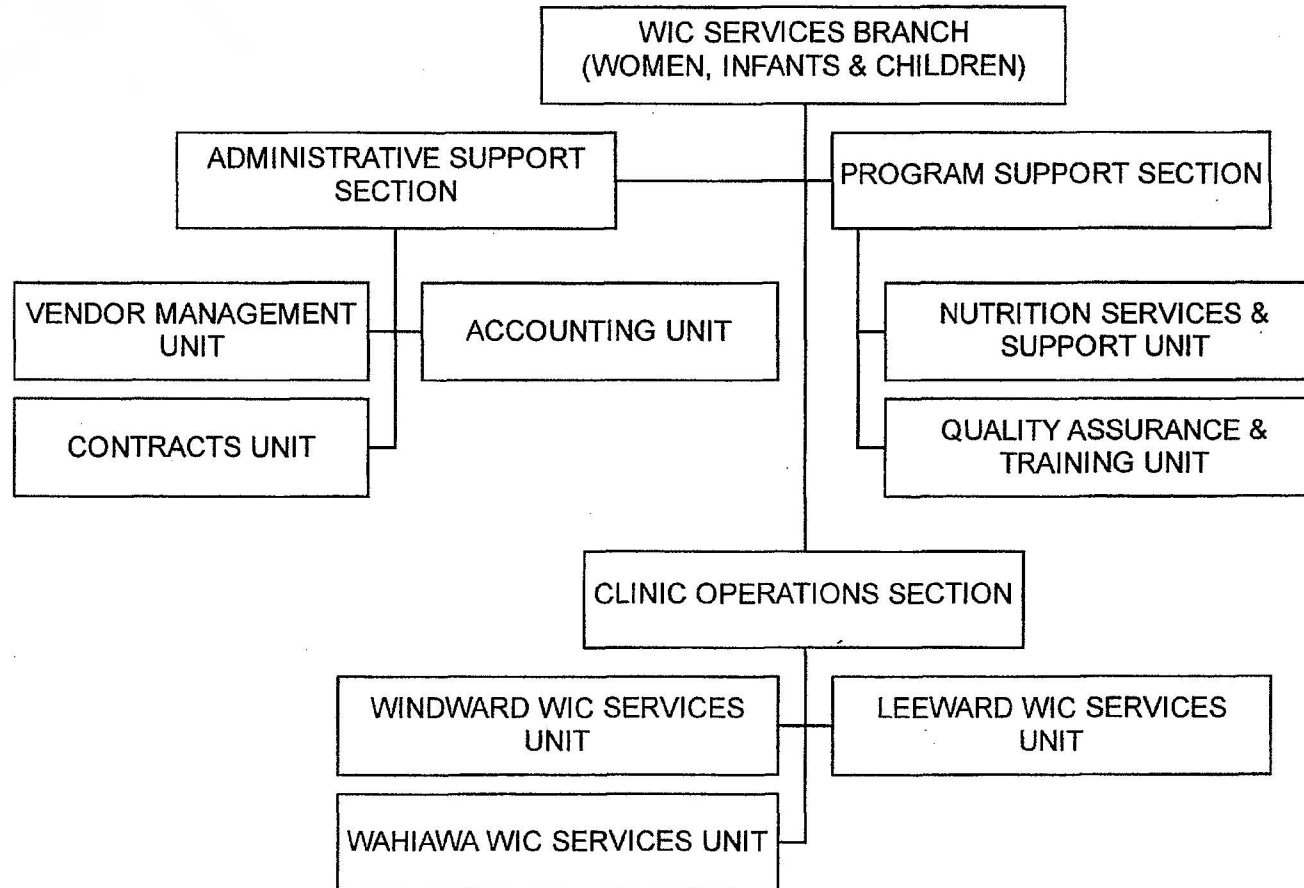 WIC SERVICES BRANCH
(WOMEN, INFANTS & CHILDREN)
ADMINISTRATIVE SUPPORT
SECTION
PROGRAM SUPPORT SECTION
VENDOR MANAGEMENT
UNIT
ACCOUNTING UNIT
NUTRITION SERVICES &
SUPPORT UNIT
CONTRACTS UNIT
QUALITY ASSURANCE &
TRAINING UNIT
CLINIC OPERATIONS SECTION
WINDWARD WIC SERVICES
UNIT
LEEWARD WIC SERVICES
UNIT
WAHIAWA WIC SERVICES UNIT